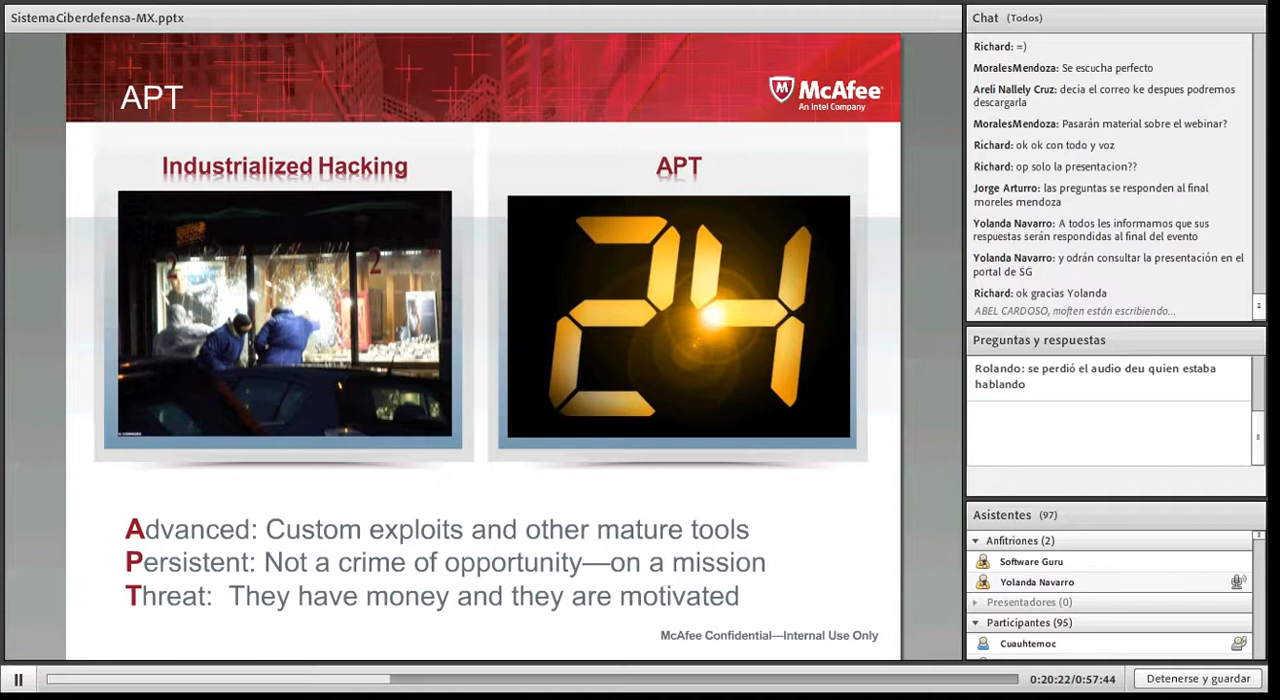 SistemaCiberdefensa-MX.pptx
APT
McAfee
An Intel Company
Industrialized Hacking
APT
2
2
24
Advanced: Custom exploits and other mature tools
Persistent: Not a crime of opportunity—on a mission
Threat: They have money and they are motivated
McAfee Confidential—Internal Use Only
Chat (Todos)
Richard: =)
MoralesMendoza: Se escucha perfecto
Areli Nallely Cruz: decia el correo ke despues podremos
descargarla
MoralesMendoza: Pasarán material sobre el webinar?
Richard: ok ok con todo y voz
Richard: op solo la presentacion??
Jorge Arturo: las preguntas se responden al final
moreles mendoza
Yolanda Navarro: A todos les informamos que sus
respuestas serán respondidas al final del evento
Yolanda Navarro: y odrán consultar la presentación en el
portal de SG
Richard: ok gracias Yolanda
ABEL CARDOSO, moften están escribiendo...
Preguntas y respuestas
Rolando: se perdió el audio deu quien estaba
hablando
Asistentes (97)
Anfitriones (2)
Software Guru
Yolanda Navarro
Presentadores (0)
Participantes (95)
Cuauhtemoc
0:20:22/0:57:44
Detenerse y guardar